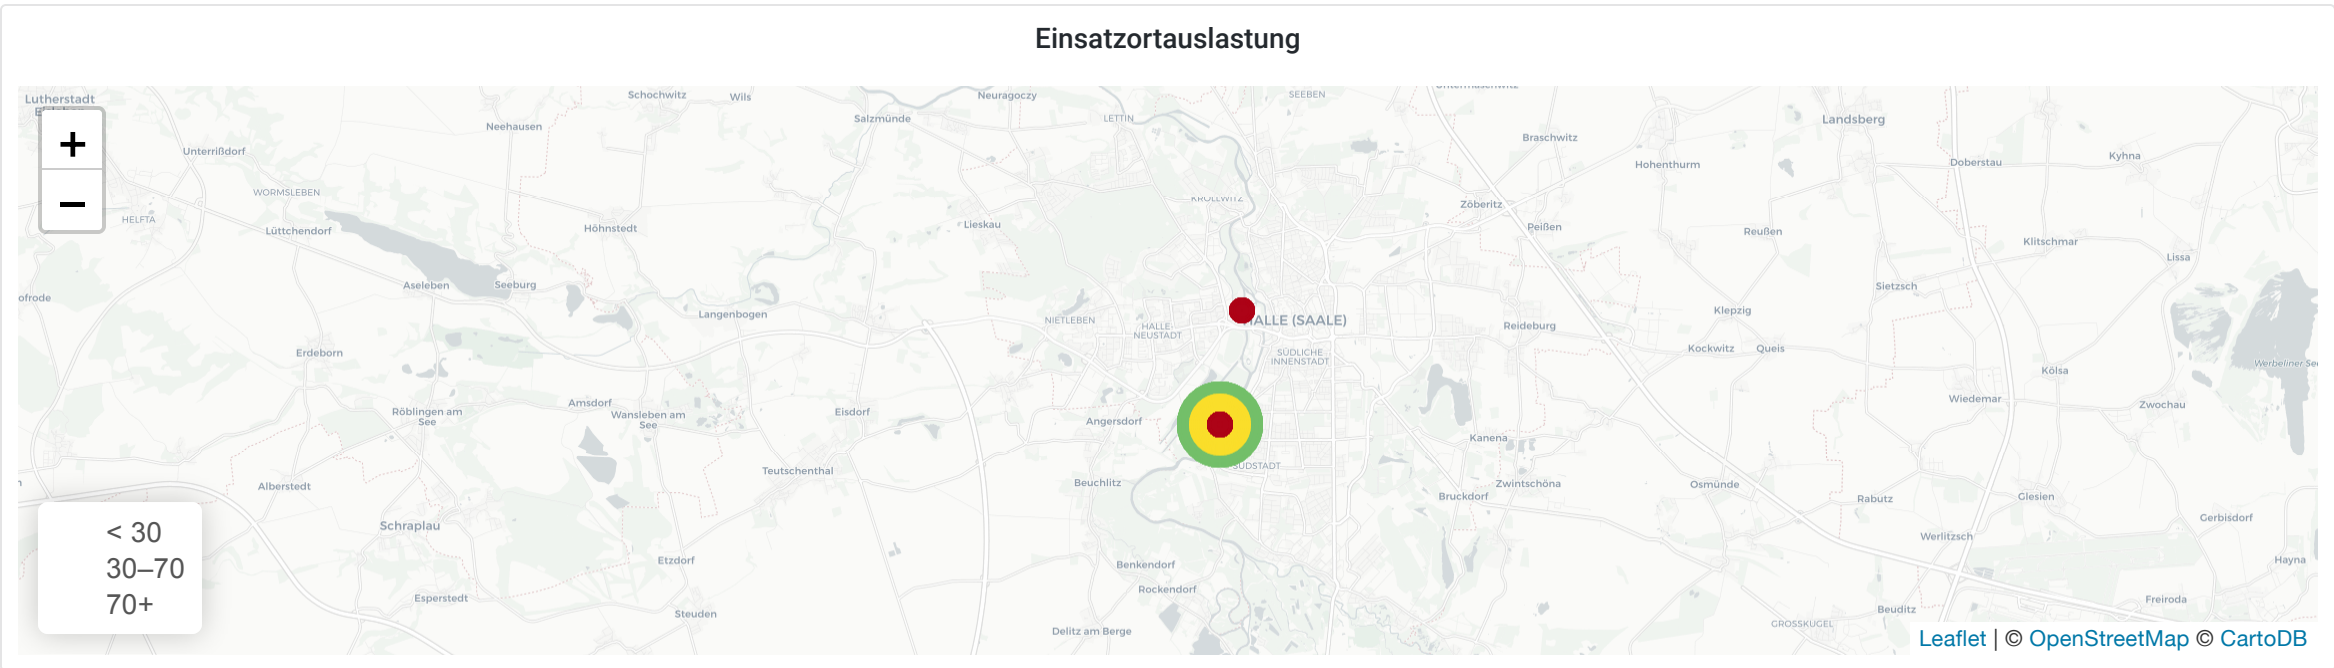 Einsatzortauslastung
Lutherstadt
Schochwitz
Wils
Neuragoczy
SEEBEN
Salzmünde
LETTIN
Landsberg
Neehausen
Braschwitz
Unterrißdorf
Hohenthurm
Doberstau
Kyhna
+
−
WORMSLEBEN
KRÖLLWITZ
Zöberitz
HELFTA
Lüttchendorf
Höhnstedt
Lieskau
Peißen
Reußen
Klitschmar
Lissa
Aseleben
Seeburg
Sietzsch
ofrode
Langenbogen
NIETLEBEN
HALLE-
NEUSTADT
HALLE (SAALE)
Reideburg
Klepzig
Erdeborn
SÜDLICHE
INNENSTADT
Kockwitz
Queis
Werbeliner See
Kölsa
Amsdorf
Röblingen am
See
Wansleben am
See
Eisdorf
Angersdorf
Wiedemar
Zwochau
Kanena
Teutschenthal
SÜDSTADT
Alberstedt
Beuchlitz
Bruckdorf
Zwintschöna
Osmünde
Rabutz
Glesien
Schraplau
Gerbisdorf
< 30
30–70
70+
Etzdorf
Benkendorf
Werlitzsch
Hayna
Esperstedt
Rockendorf
Steuden
Freiroda
Beuditz
Delitz am Berge
GROSSKUGEL
Leaflet | © OpenStreetMap © CartoDB